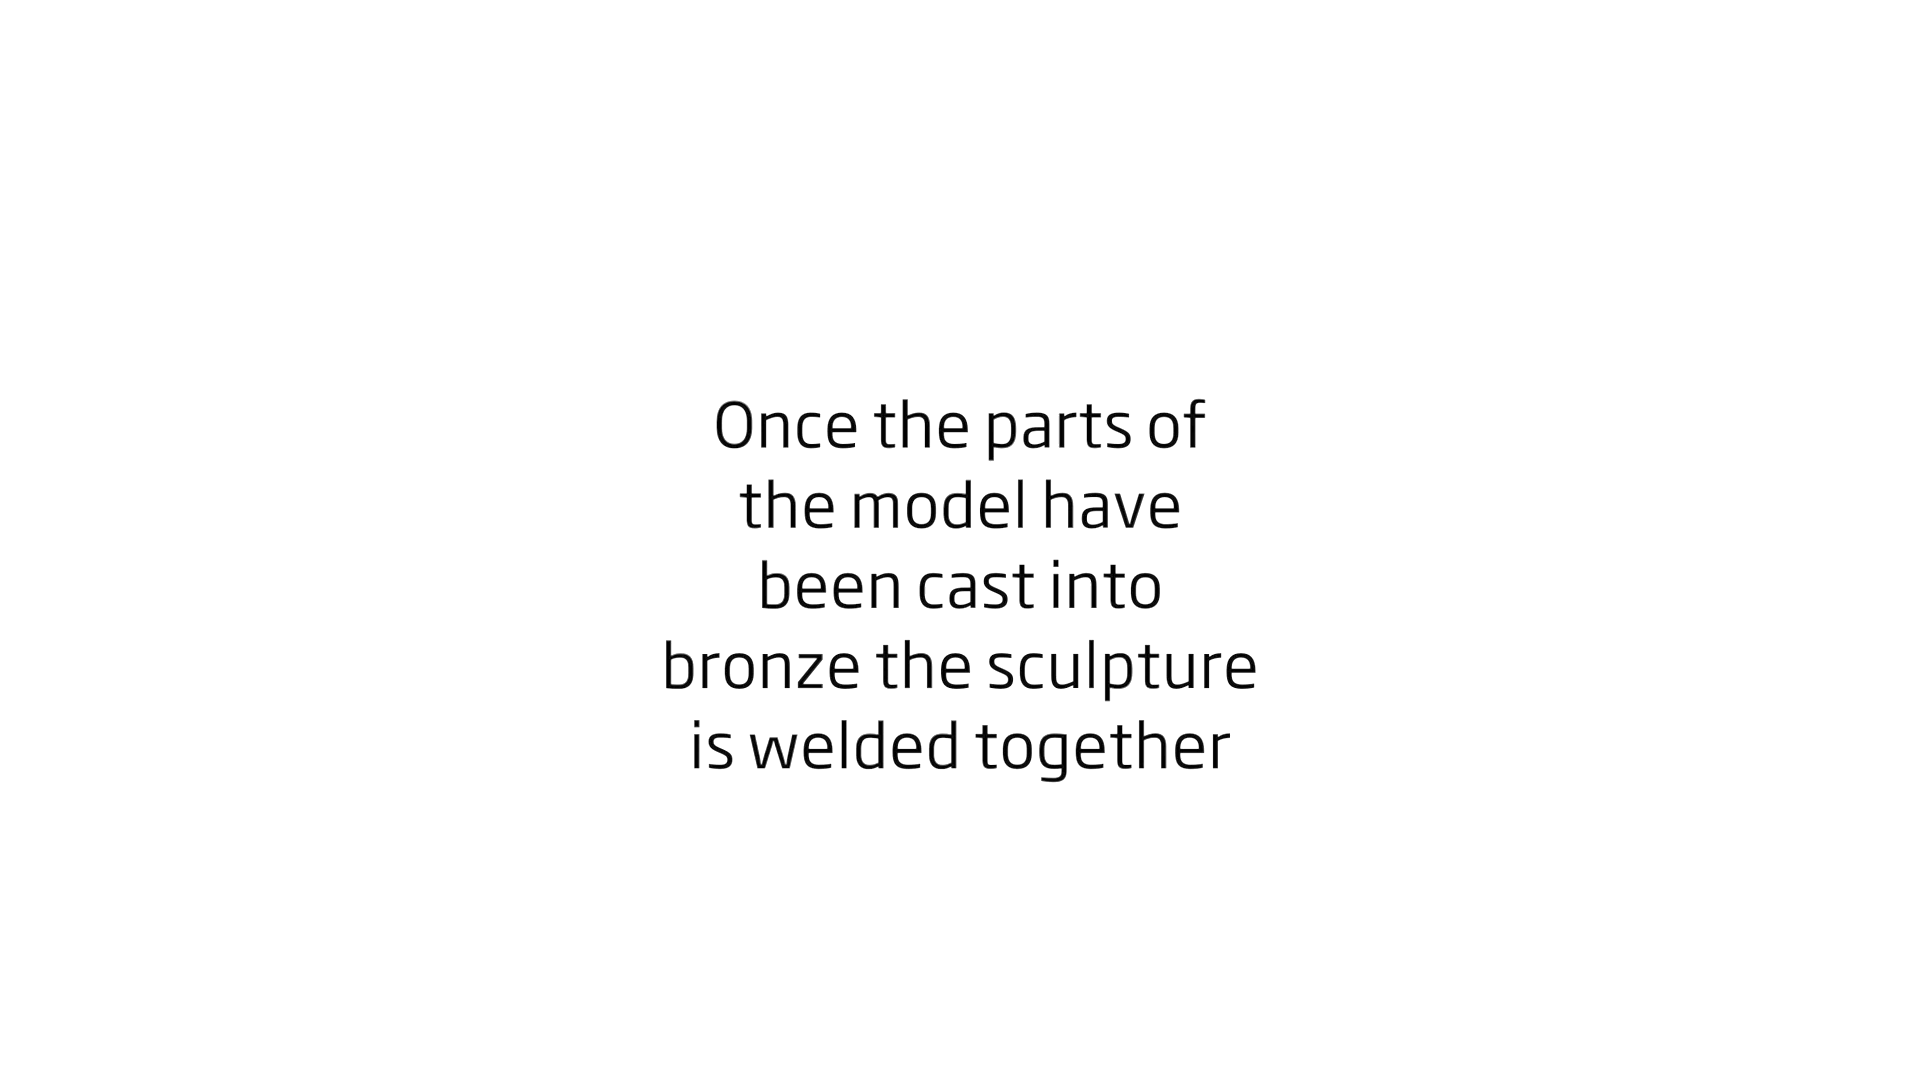 Once the parts of
the model have
been cast into
bronze the sculpture
is welded together